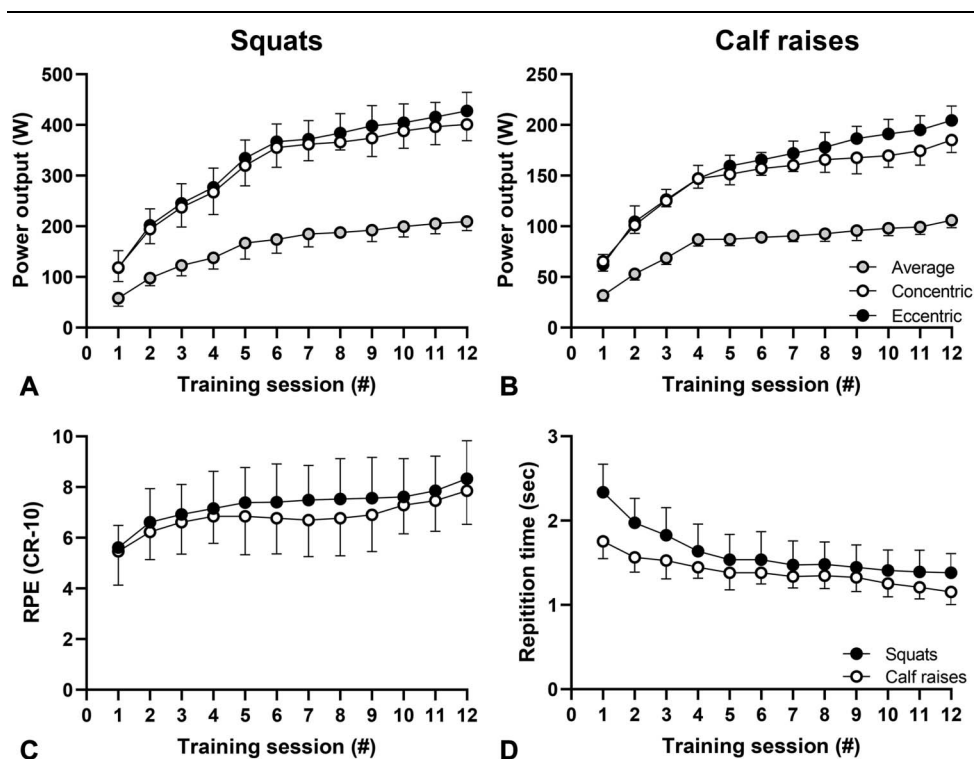 Squats
Calf raises
Power output (W)
500
400
300
200
100
0
0 1 2 3 4 5 6 7 8 9 10 11 12
Training session (#)
A
Power output (W)
250
200
150
100
50
0
Average
Concentric
Eccentric
0 1 2 3 4 5 6 7 8 9 10 11 12
Training session (#)
B
RPE (CR-10)
10
8
6
4
2
0
0 1 2 3 4 5 6 7 8 9 10 11 12
Training session (#)
C
Repitition time (sec)
3
2
1
0
Squats
Calf raises
0 1 2 3 4 5 6 7 8 9 10 11 12
Training session (#)
D